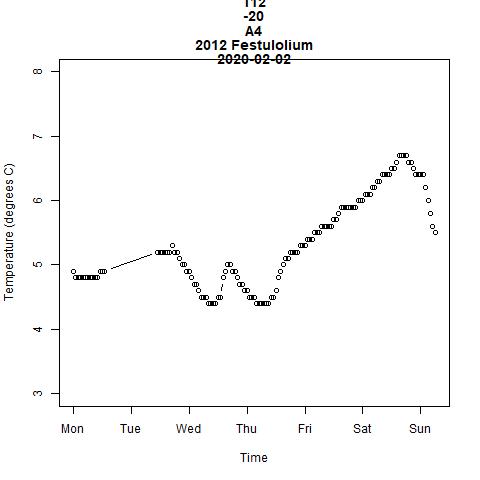 T12
-20
A4
2012 Festulolium
2020-02-02
8
7
6
5
4
3
Temperature (degrees C)
Mon Tue Wed Thu Fri Sat Sun
Time